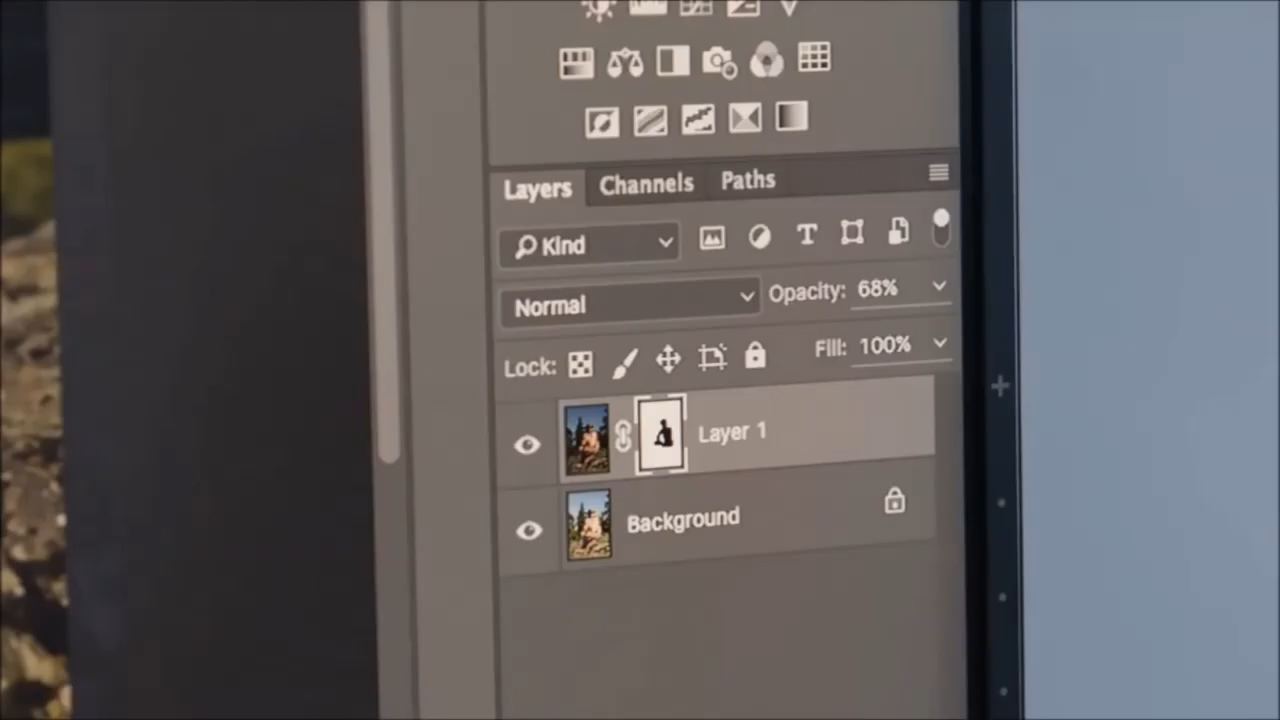 Layers Channels Paths
Kind
Normal Opacity: 68%
Lock: Fill: 100%
Layer 1
Background